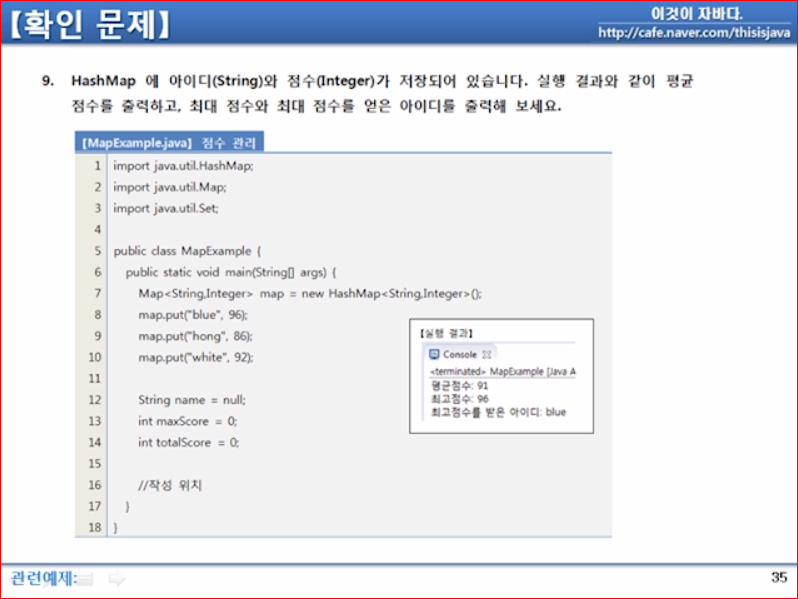 【확인 문제】
이것이 자바다.
http://cafe.naver.com/thisisjava
9. HashMap 에 아이디(String)와 점수(Integer)가 저장되어 있습니다. 실행 결과와 같이 평균
점수를 출력하고, 최대 점수와 최대 점수를 얻은 아이디를 출력해 보세요.
【MapExample.java】 점수 관리
1 import java.util.HashMap;
2 import java.util.Map;
3 import java.util.Set;
4
5 public class MapExample {
6 public static void main(String[] args) {
7 Map<String,Integer> map = new HashMap<String,Integer>();
8 map.put("blue", 96);
9 map.put("hong", 86);
10 map.put("white", 92);
11
12 String name = null;
13 int maxScore = 0;
14 int totalScore = 0;
15
16 //작성 위치
17 }
18 }
【실행 결과】
Console
<terminated> MapExample [Java A
평균점수: 91
최고점수: 96
최고점수를 받은 아이디: blue
관련예제:
35